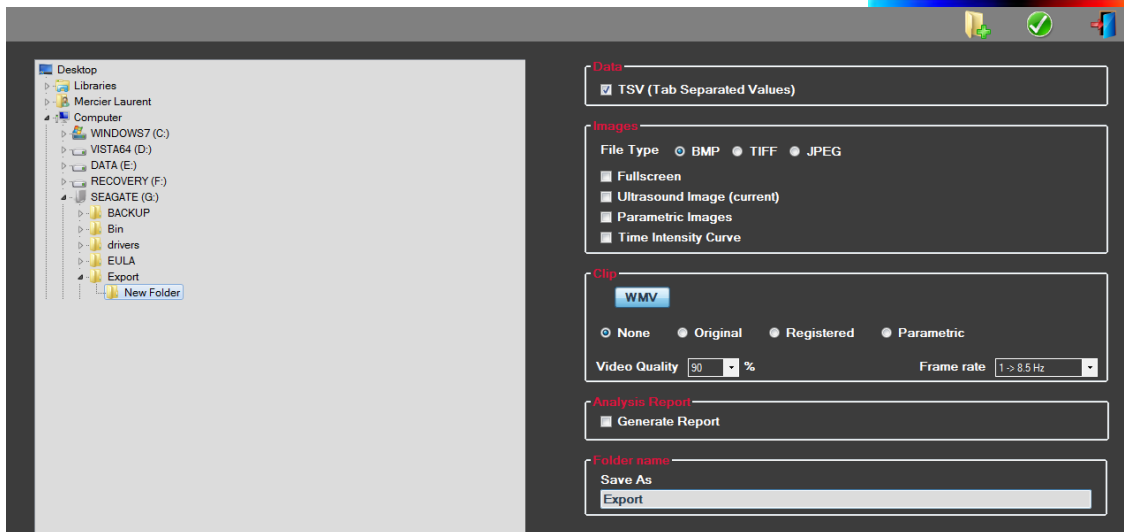 Desktop
Libraries
Mercier Laurent
Computer
WINDOWS7 (C:)
VISTA64 (D:)
DATA (E:)
RECOVERY (F:)
SEAGATE (G:)
BACKUP
Bin
drivers
EULA
Export
New Folder
Data
TSV (Tab Separated Values)
Images
File Type BMP TIFF JPEG
Fullscreen
Ultrasound Image (current)
Parametric Images
Time Intensity Curve
Clip
WMV
None Original Registered Parametric
Video Quality 90 % Frame rate 1 -> 8.5 Hz
Analysis Report
Generate Report
Folder name
Save As
Export